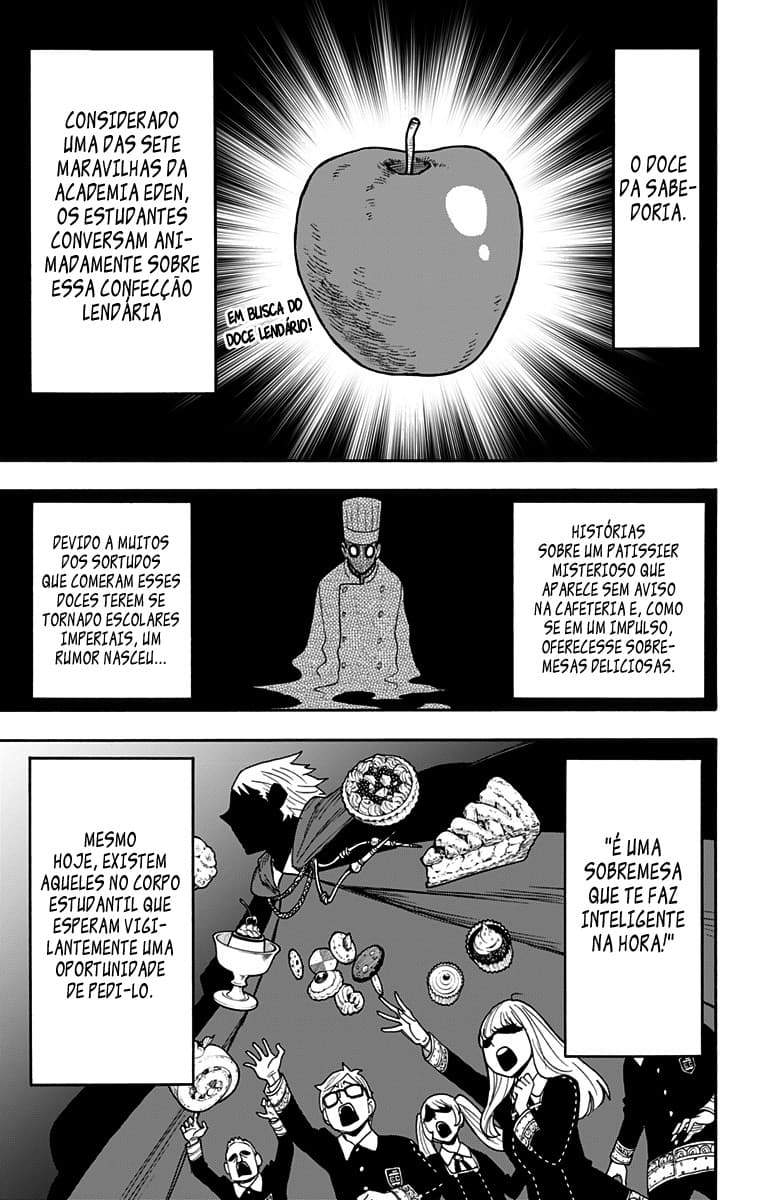 O DOCE
DA SABE-
DORIA.
CONSIDERADO
UMA DAS SETE
MARAVILHAS DA
ACADEMIA EDEN,
OS ESTUDANTES
CONVERSAM ANI-
MADAMENTE SOBRE
ESSA CONFECÇÃO
LENDÁRIA
EM BUSCA DO
DOCE LENDÁRIO!
HISTÓRIAS
SOBRE UM PATISSIER
MISTERIOSO QUE
APARECE SEM AVISO
NA CAFETERIA E, COMO
SE EM UM IMPULSO,
OFERECESSE SOBRE-
MESAS DELICIOSAS.
DEVIDO A MUITOS
DOS SORTUDOS
QUE COMERAM ESSES
DOCES TEREM SE
TORNADO ESCOLARES
IMPERIAIS, UM
RUMOR NASCEU...
"É UMA
SOBREMESA
QUE TE FAZ
INTELIGENTE
NA HORA!"
MESMO
HOJE, EXISTEM
AQUELES NO CORPO
ESTUDANTIL QUE
ESPERAM VIGI-
LANTEMENTE UMA
OPORTUNIDADE
DE PEDI-LO.